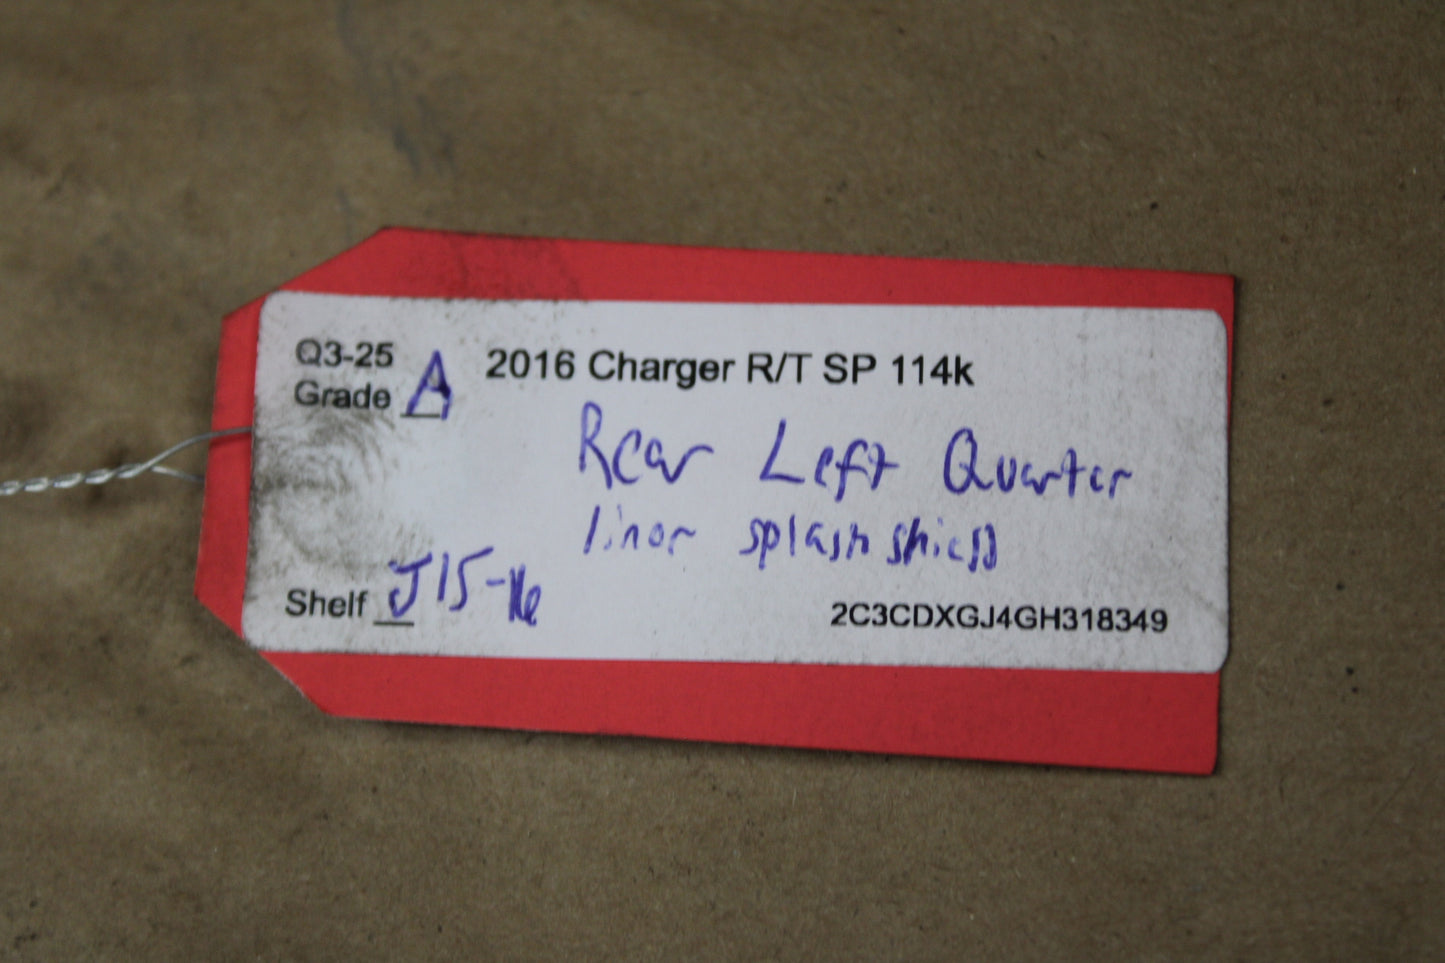 Q3-25
Grade A
2016 Charger R/T SP 114k
Rear Left Quarter
liner splash shield
Shelf J15-16
2C3CDXGJ4GH318349